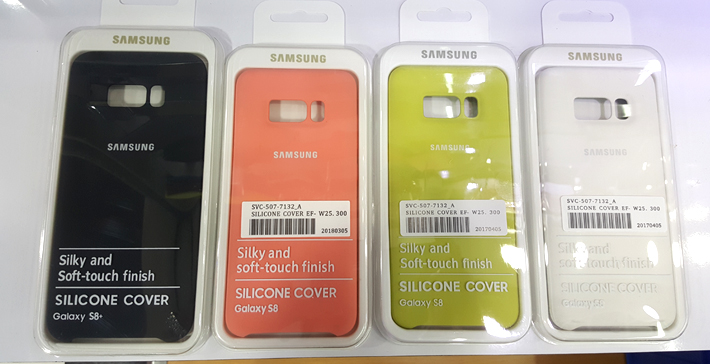 SAMSUNG
SAMSUNG
Silky and
Soft-touch finish
SILICONE COVER
Galaxy S8+
SAMSUNG
SAMSUNG
SVC-507-7132_A
SILICONE COVER EF- W25. 300
20180305
Silky and
soft-touch finish
SILICONE COVER
Galaxy S8
SAMSUNG
SAMSUNG
SVC-507-7132_A
SILICONE COVER EF- W25. 300
20170405
Silky and
Soft-touch finish
SILICONE COVER
Galaxy S8
SAMSUNG
SAMSUNG
SVC-507-7132_A
SILICONE COVER EF- W25. 300
20170405
Silky and
Soft-touch finish
SILICONE COVER
Galaxy S8